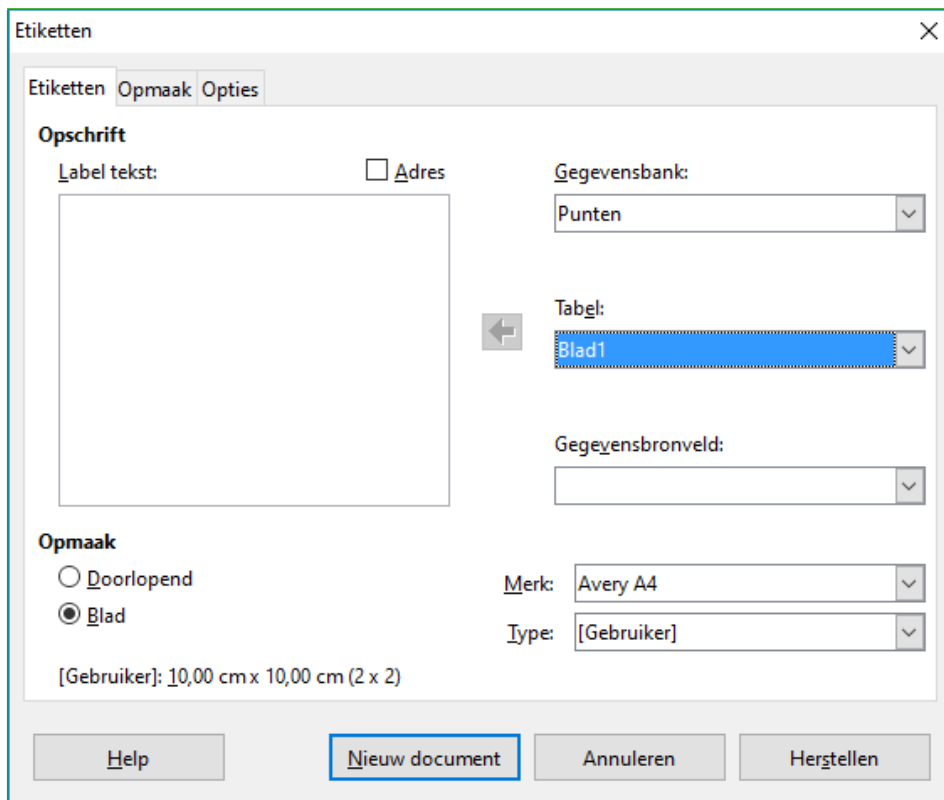 Etiketten
Etiketten Opmaak Opties
Opschrift
Label tekst:
Adres
Gegevensbank:
Punten
Tabel:
Blad1
Gegevensbronveld:
Opmaak
Doorlopend
Blad
Merk: Avery A4
Type: [Gebruiker]
[Gebruiker]: 10,00 cm x 10,00 cm (2 x 2)
Help
Nieuw document
Annuleren
Herstellen